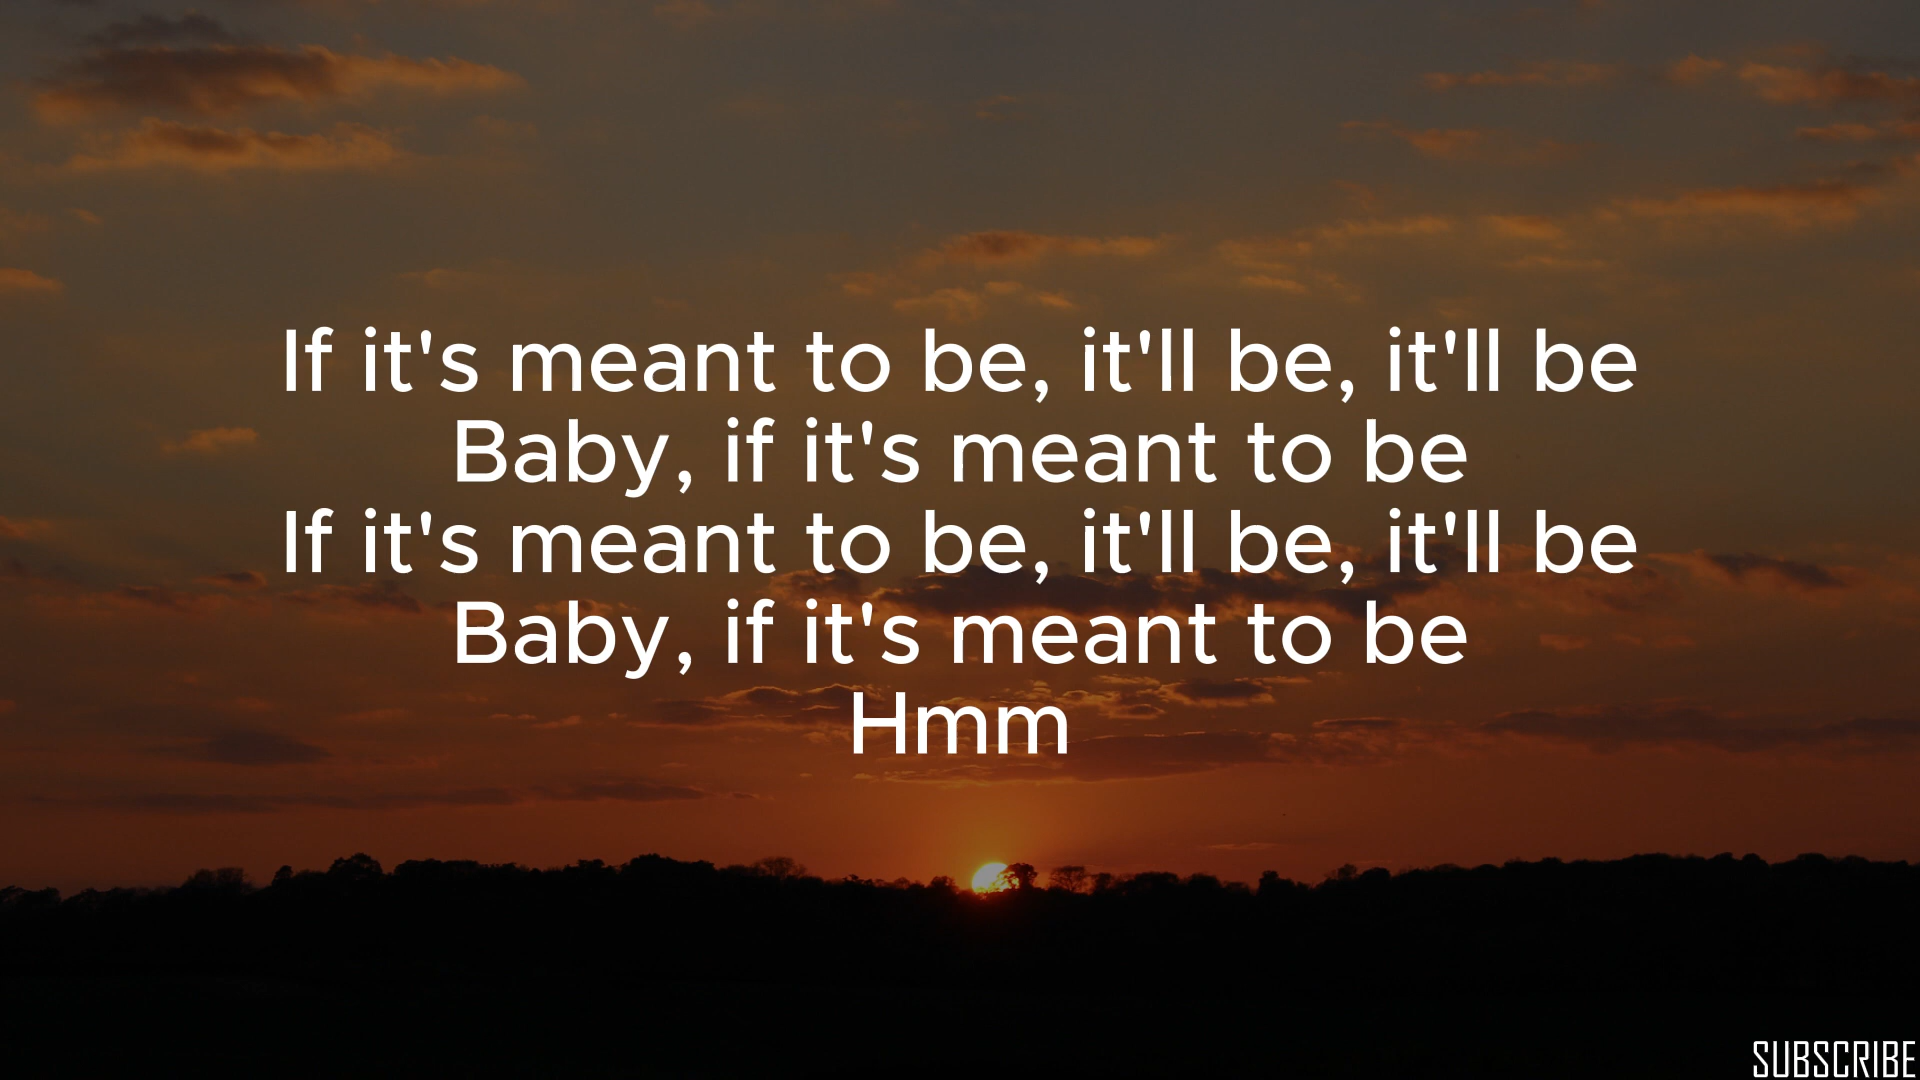 If it's meant to be, it'll be, it'll be
Baby, if it's meant to be
If it's meant to be, it'll be, it'll be
Baby, if it's meant to be
Hmm
SUBSCRIBE